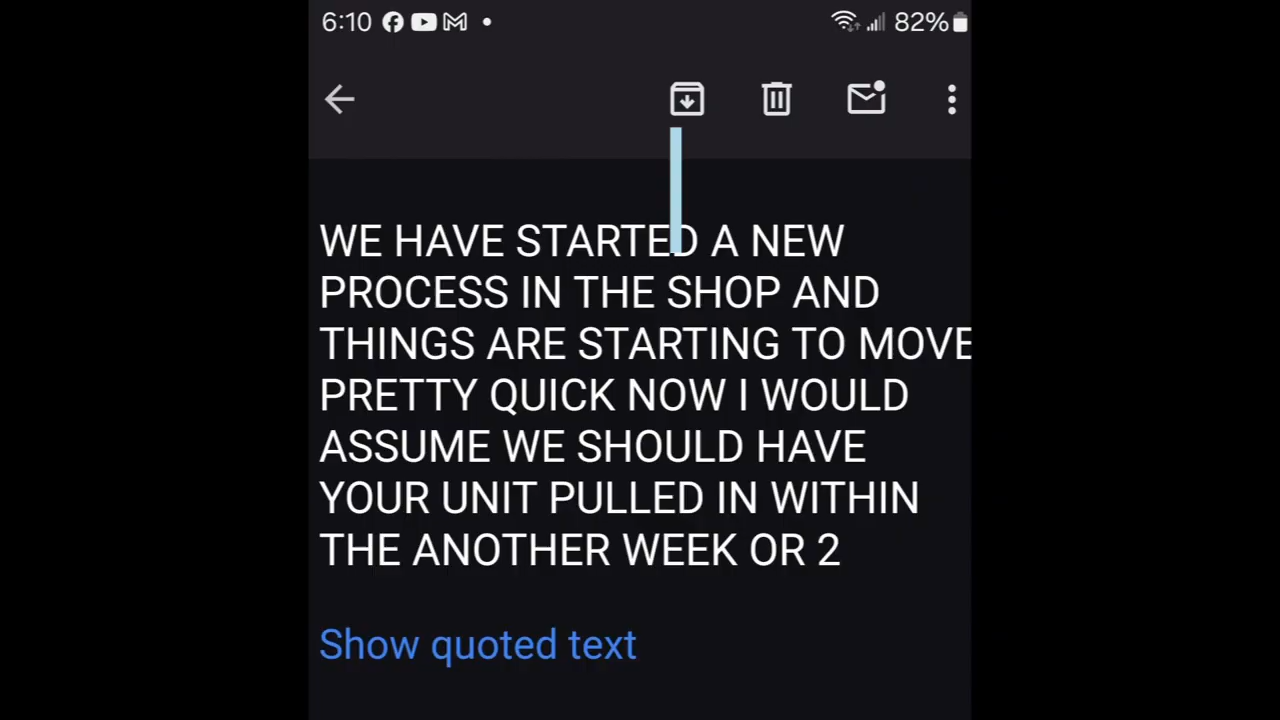 6:10 82%
WE HAVE STARTED A NEW
PROCESS IN THE SHOP AND
THINGS ARE STARTING TO MOVE
PRETTY QUICK NOW I WOULD
ASSUME WE SHOULD HAVE
YOUR UNIT PULLED IN WITHIN
THE ANOTHER WEEK OR 2
Show quoted text